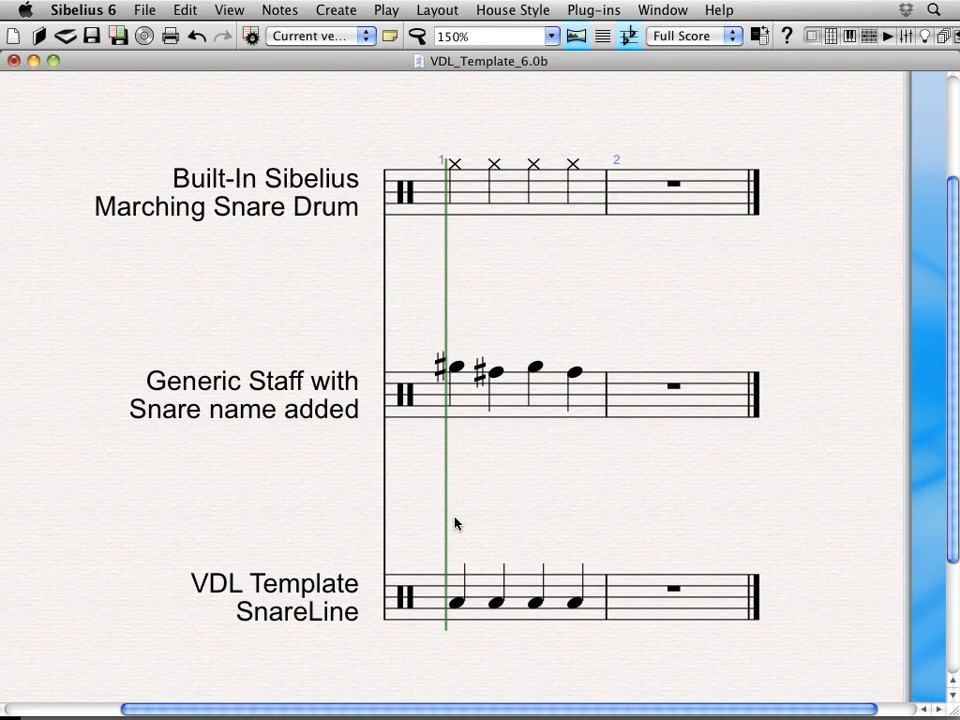 Sibelius 6 File Edit View Notes Create Play Layout House Style Plug-ins Window Help
Current ve... 150% Full Score
VDL_Template_6.0b
1 2
Built-In Sibelius
Marching Snare Drum
Generic Staff with
Snare name added
VDL Template
SnareLine